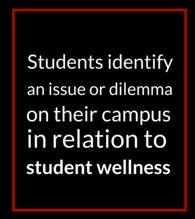 Students identify
an issue or dilemma
on their campus
in relation to
student wellness